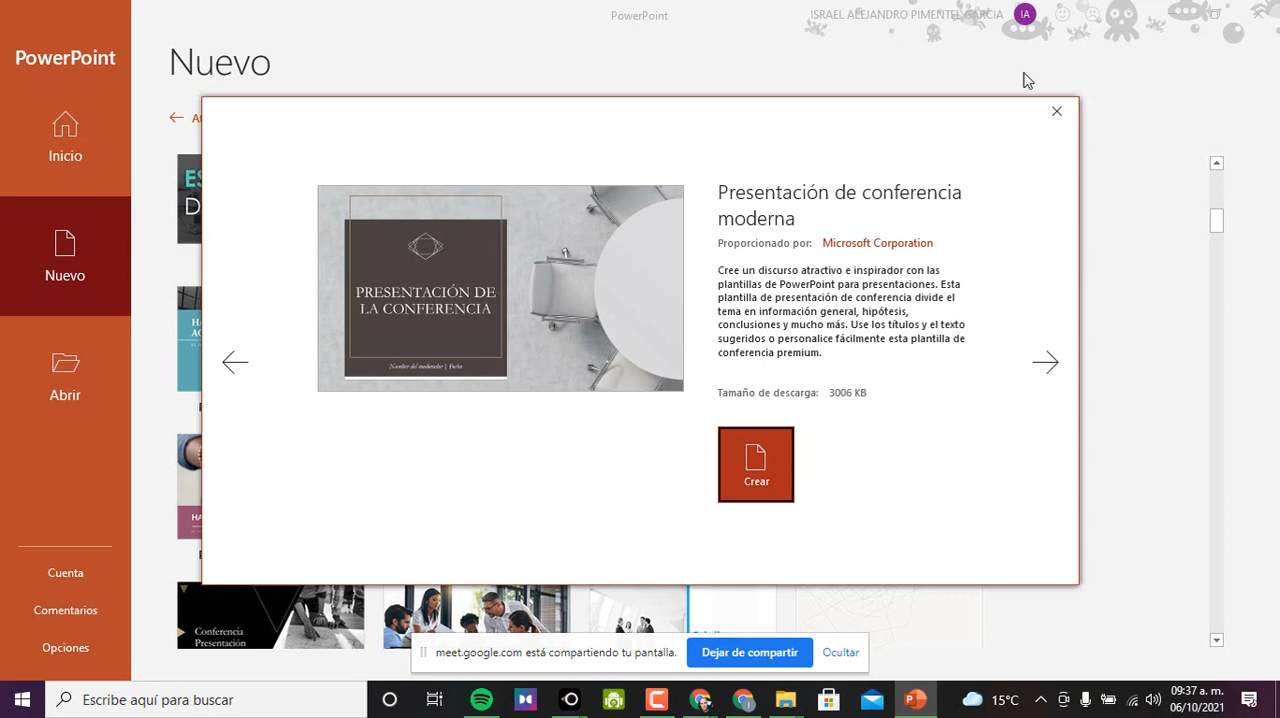 PowerPoint
ISRAEL ALEJANDRO PIMENTEL GARCIA
IA
PowerPoint
Nuevo
Inicio
Nuevo
Abrir
Cuenta
Comentarios
Opciones
PRESENTACIÓN DE
LA CONFERENCIA
Nombre del moderador | Fecha
Presentación de conferencia
moderna
Proporcionado por: Microsoft Corporation
Cree un discurso atractivo e inspirador con las
plantillas de PowerPoint para presentaciones. Esta
plantilla de presentación de conferencia divide el
tema en información general, hipótesis,
conclusiones y mucho más. Use los títulos y el texto
sugeridos o personalice fácilmente esta plantilla de
conferencia premium.
Tamaño de descarga: 3006 KB
Crear
Conferencia
Presentación
meet.google.com está compartiendo tu pantalla.
Dejar de compartir
Ocultar
Escribe aquí para buscar
15°C
09:37 a. m.
06/10/2021